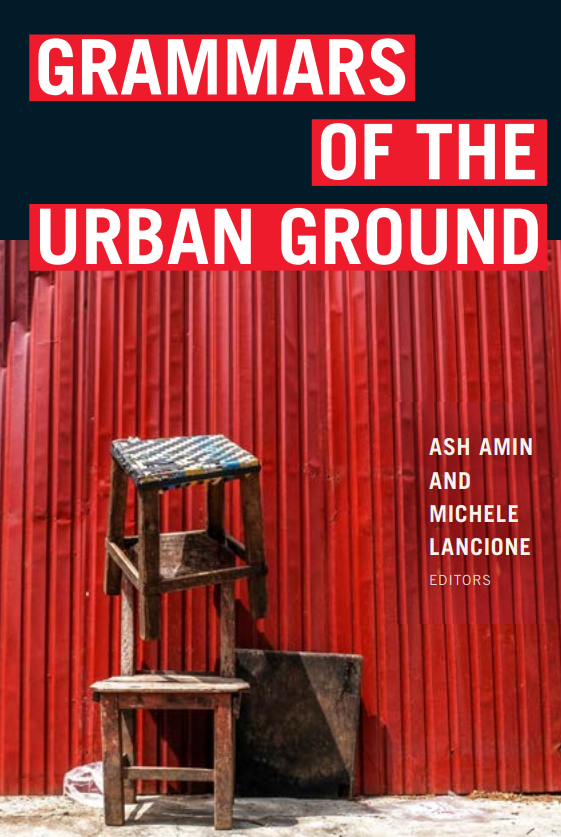 GRAMMARS
OF THE
URBAN GROUND
ASH AMIN
AND
MICHELE
LANCIONE
EDITORS